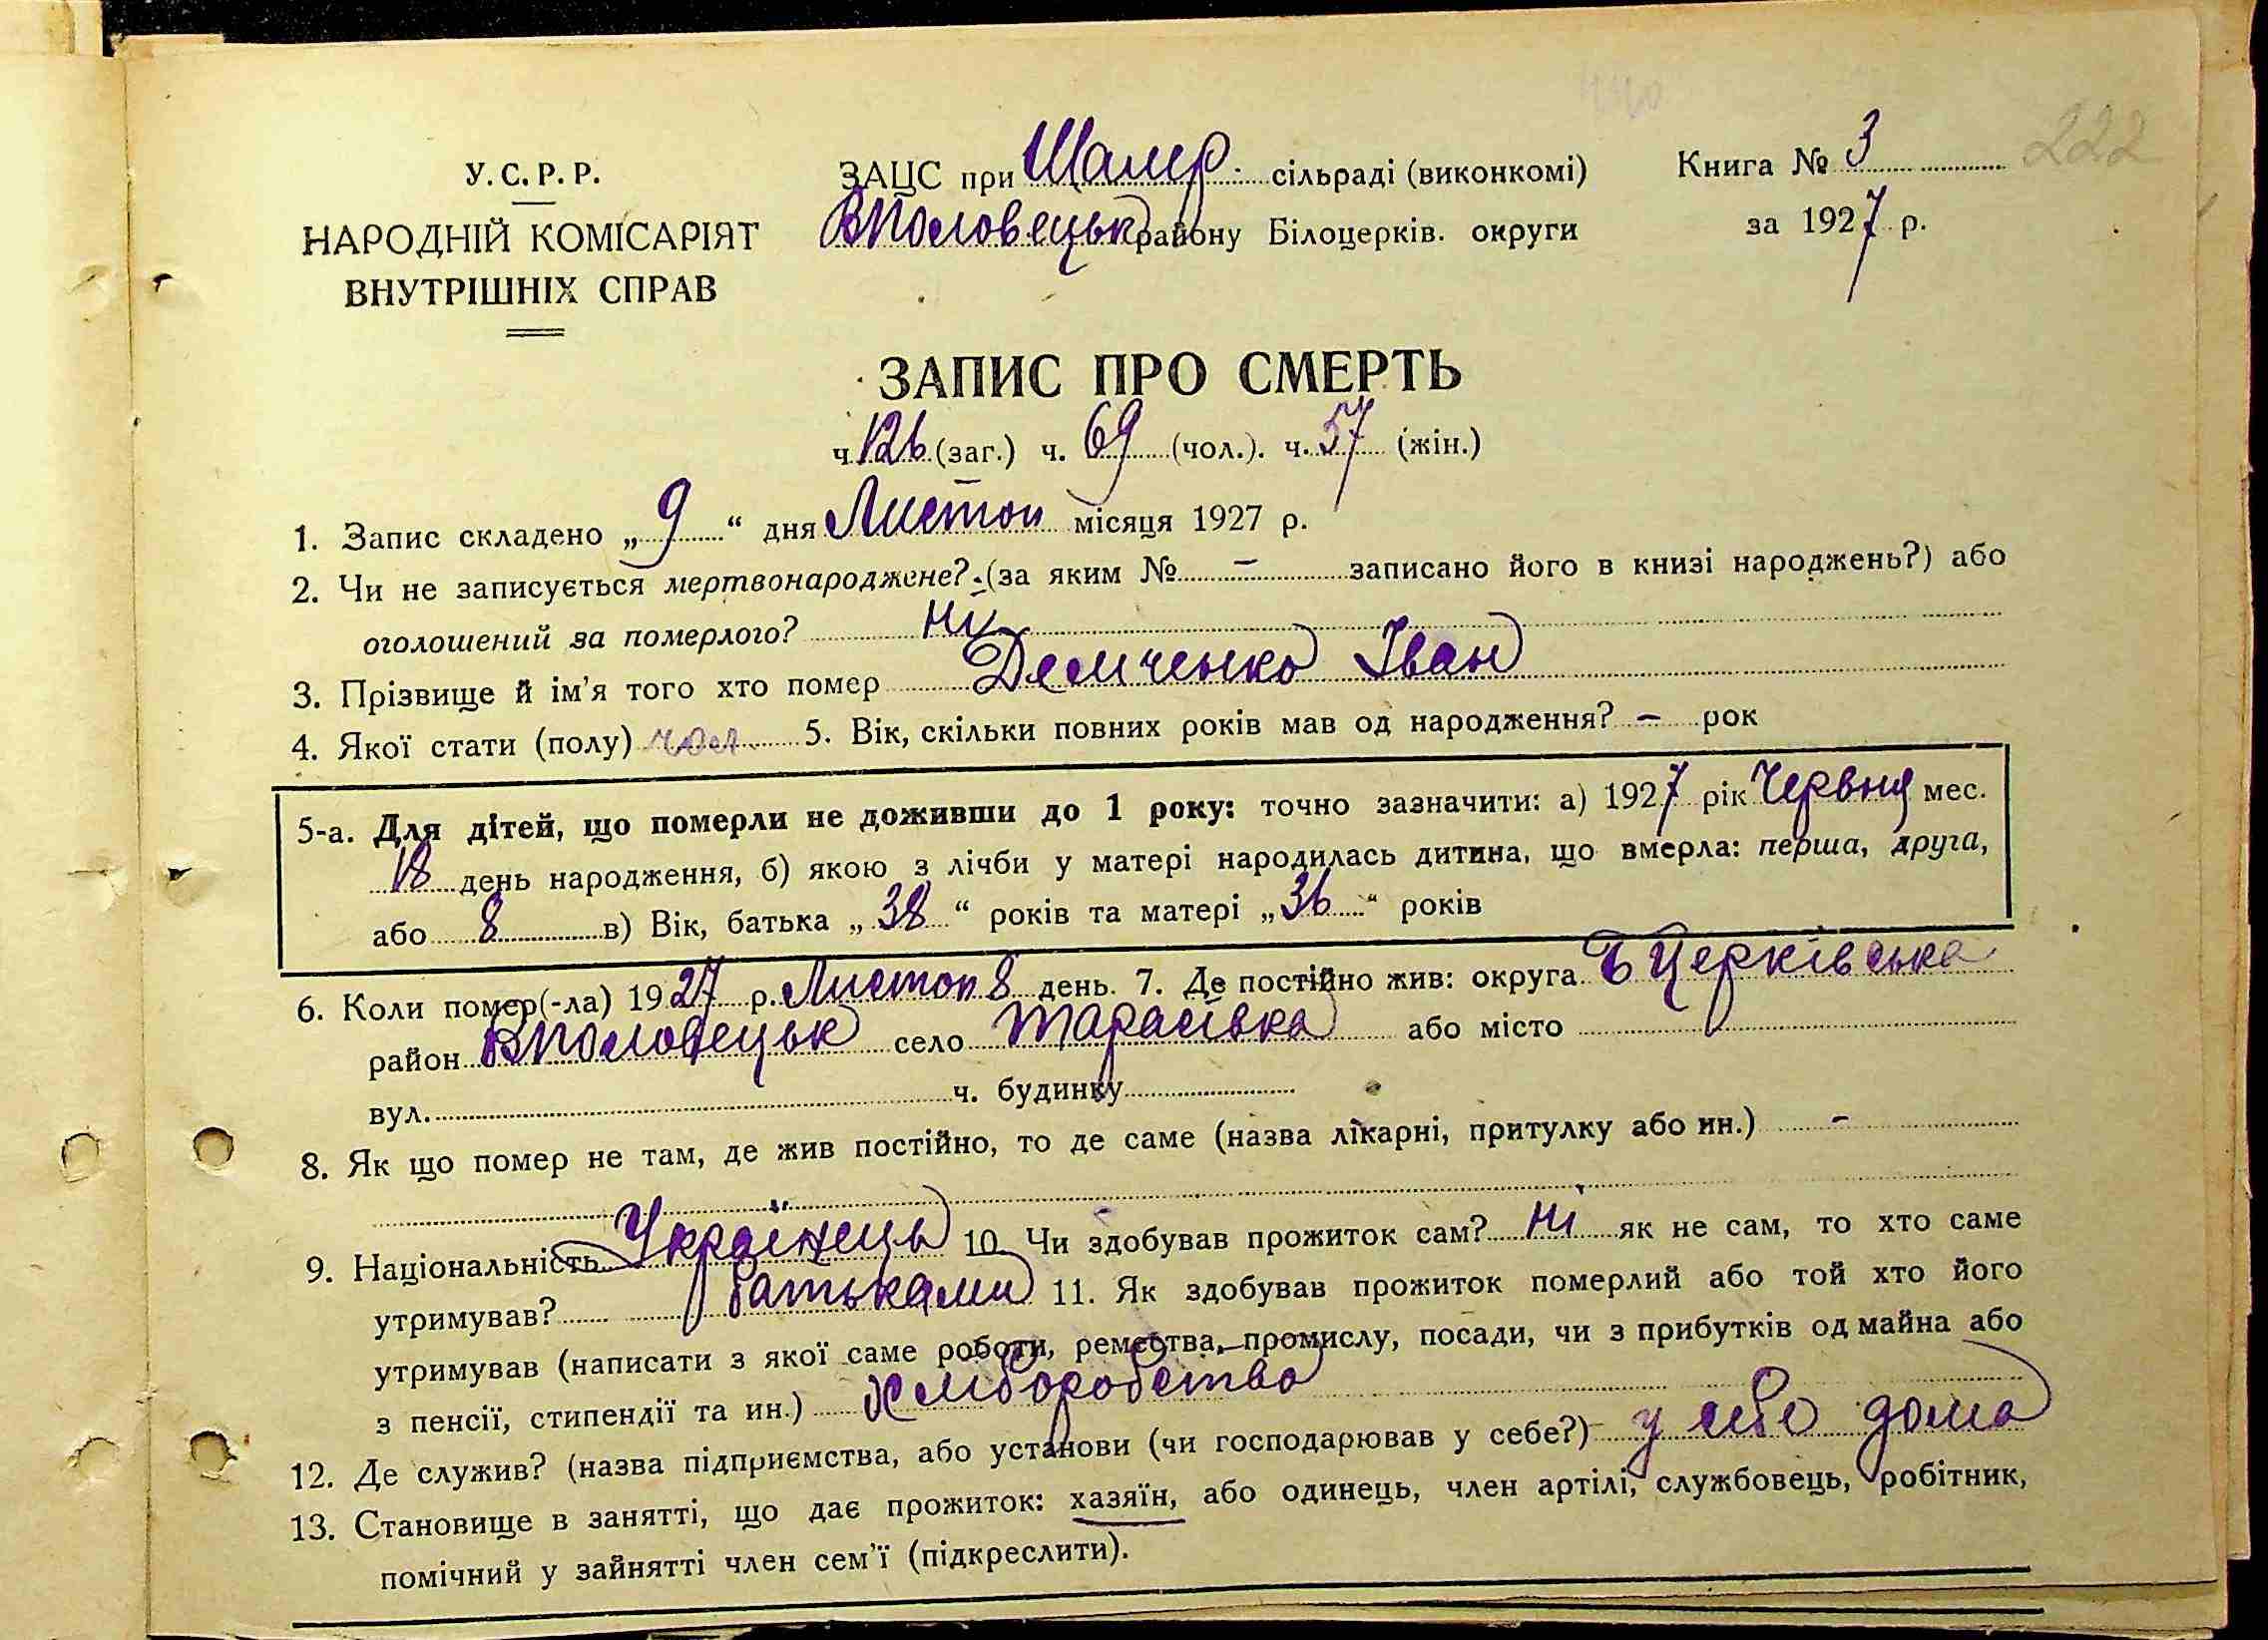 222
У. С. Р. Р.
НАРОДНІЙ КОМІСАРІЯТ
ВНУТРІШНІХ СПРАВ
ЗАЦС при Шамр. сільраді (виконкомі)
ВПоловецьк району Білоцерків. округи
Книга № 3
за 1927 р.
ЗАПИС ПРО СМЕРТЬ
ч. 126 (заг.) ч. 69 (чол.). ч. 57 (жін.)
1. Запис складено „ 9 “ дня Листоп місяця 1927 р.
2. Чи не записується мертвонароджене? (за яким № – записано його в книзі народжень?) або
оголошений за померлого? ні
3. Прізвище й ім’я того хто помер Демченко Іван
4. Якої стати (полу) чол. 5. Вік, скільки повних років мав од народження? – рок
5-а. Для дітей, що померли не доживши до 1 року: точно зазначити: а) 1927 рік Червня мес.
18 день народження, б) якою з лічби у матері народилась дитина, що вмерла: перша, друга,
або 8 в) Вік, батька „ 38 “ років та матері „ 36 “ років
6. Коли помер(-ла) 1927 р. Листоп 8 день. 7. Де постійно жив: округа БЦерківська
район ВПоловецьк село Тарасівка або місто
вул. ч. будинку
8. Як що помер не там, де жив постійно, то де саме (назва лікарні, притулку або ин.) –
9. Національність Українець 10. Чи здобував прожиток сам? ні як не сам, то хто саме
утримував? батьками 11. Як здобував прожиток померлий або той хто його
утримував (написати з якої саме роботи, ремества, промислу, посади, чи з прибутків од майна або
з пенсії, стипендії та ин.) Хліборобство
12. Де служив? (назва підприємства, або установи (чи господарював у себе?) у себе дома
13. Становище в занятті, що дає прожиток: хазяїн, або одинець, член артілі, службовець, робітник,
помічний у зайнятті член сем’ї (підкреслити).